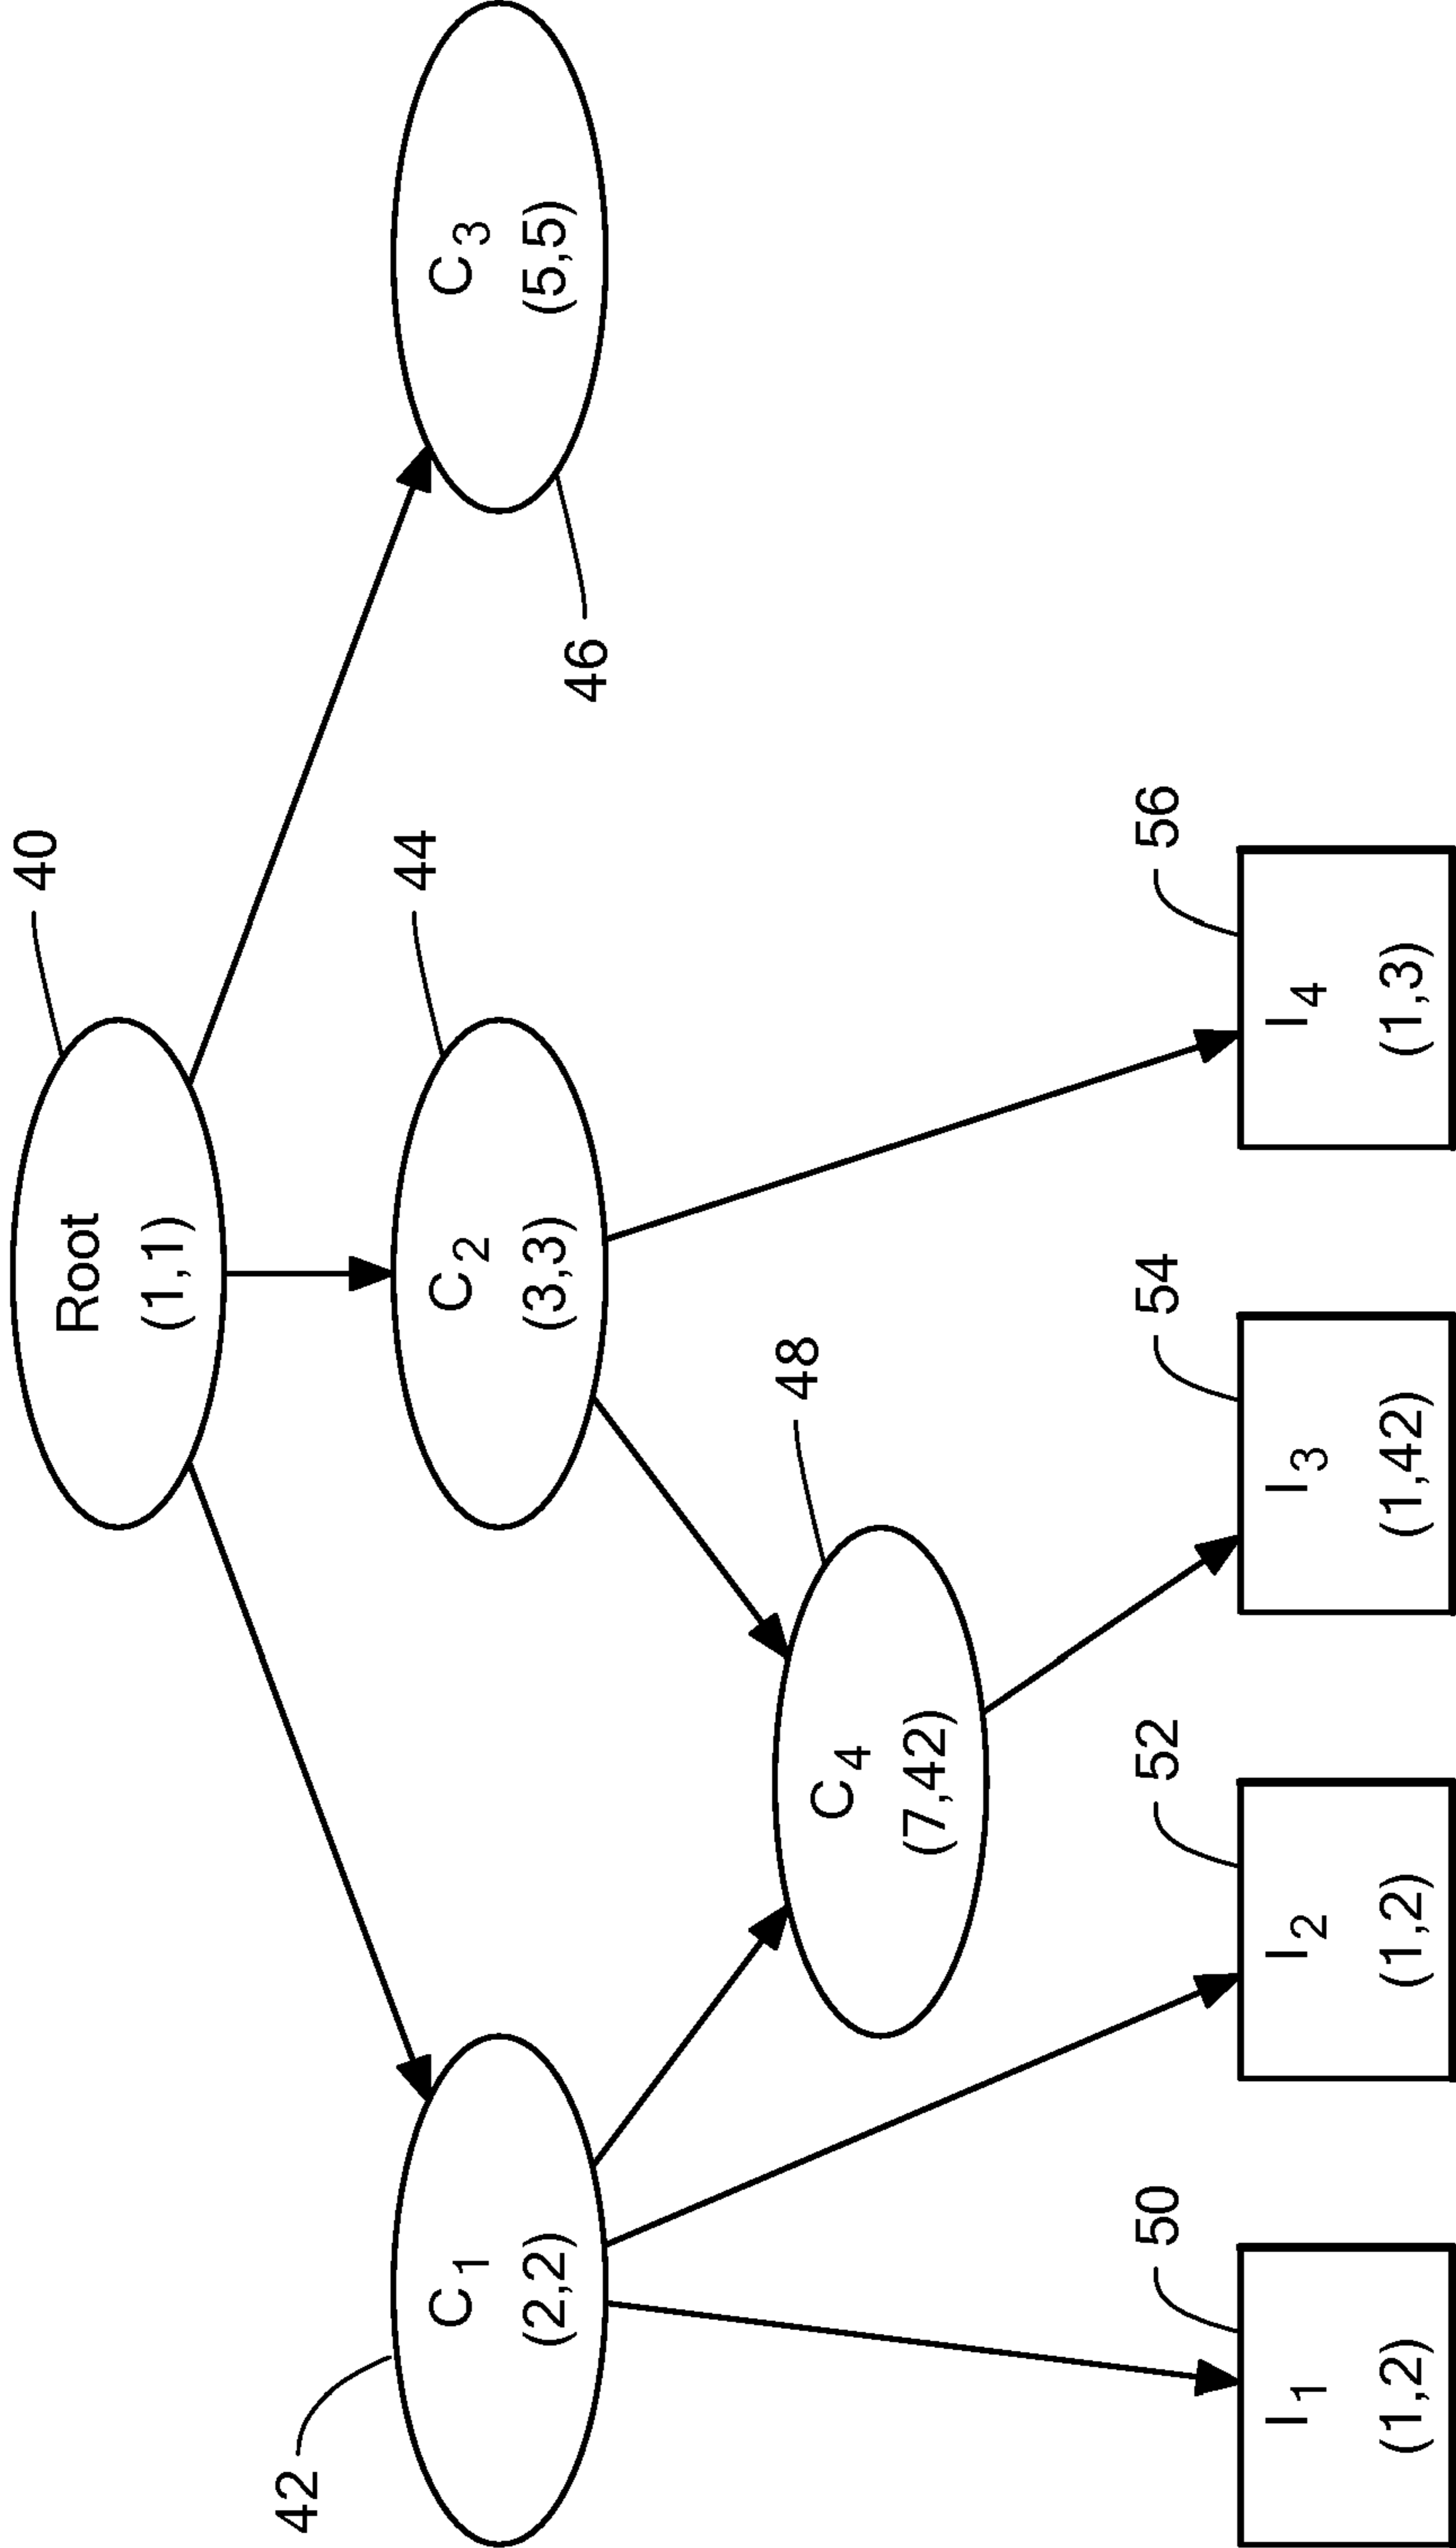 40
Root
(1,1)
42
44
C1
(2,2)
C2
(3,3)
C3
(5,5)
46
48
C4
(7,42)
50
52
54
56
I1
(1,2)
I2
(1,2)
I3
(1,42)
I4
(1,3)